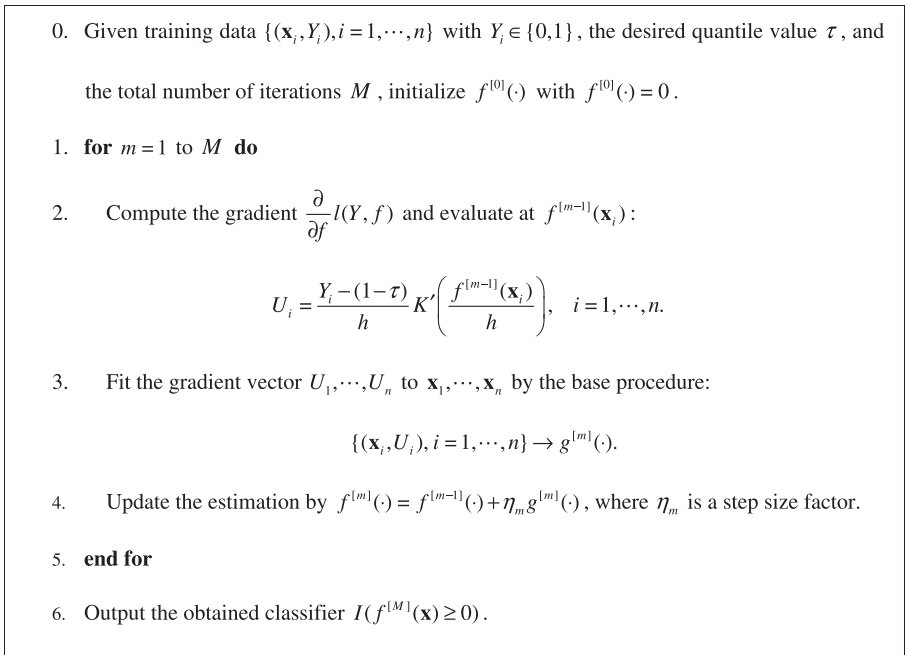 0. Given training data {(x_i, Y_i), i = 1, ⋯, n} with Y_i ∈ {0,1}, the desired quantile value τ, and
the total number of iterations M, initialize f^{[0]}(·) with f^{[0]}(·) = 0.
1. for m = 1 to M do
2. Compute the gradient \frac{∂}{∂f} l(Y, f) and evaluate at f^{[m−1]}(x_i):
U_i = \frac{Y_i − (1 − τ)}{h} K′(\frac{f^{[m−1]}(x_i)}{h}), i = 1, ⋯, n.
3. Fit the gradient vector U_1, ⋯, U_n to x_1, ⋯, x_n by the base procedure:
{(x_i, U_i), i = 1, ⋯, n} → g^{[m]}(·).
4. Update the estimation by f^{[m]}(·) = f^{[m−1]}(·) + η_m g^{[m]}(·), where η_m is a step size factor.
5. end for
6. Output the obtained classifier I(f^{[M]}(x) ≥ 0).